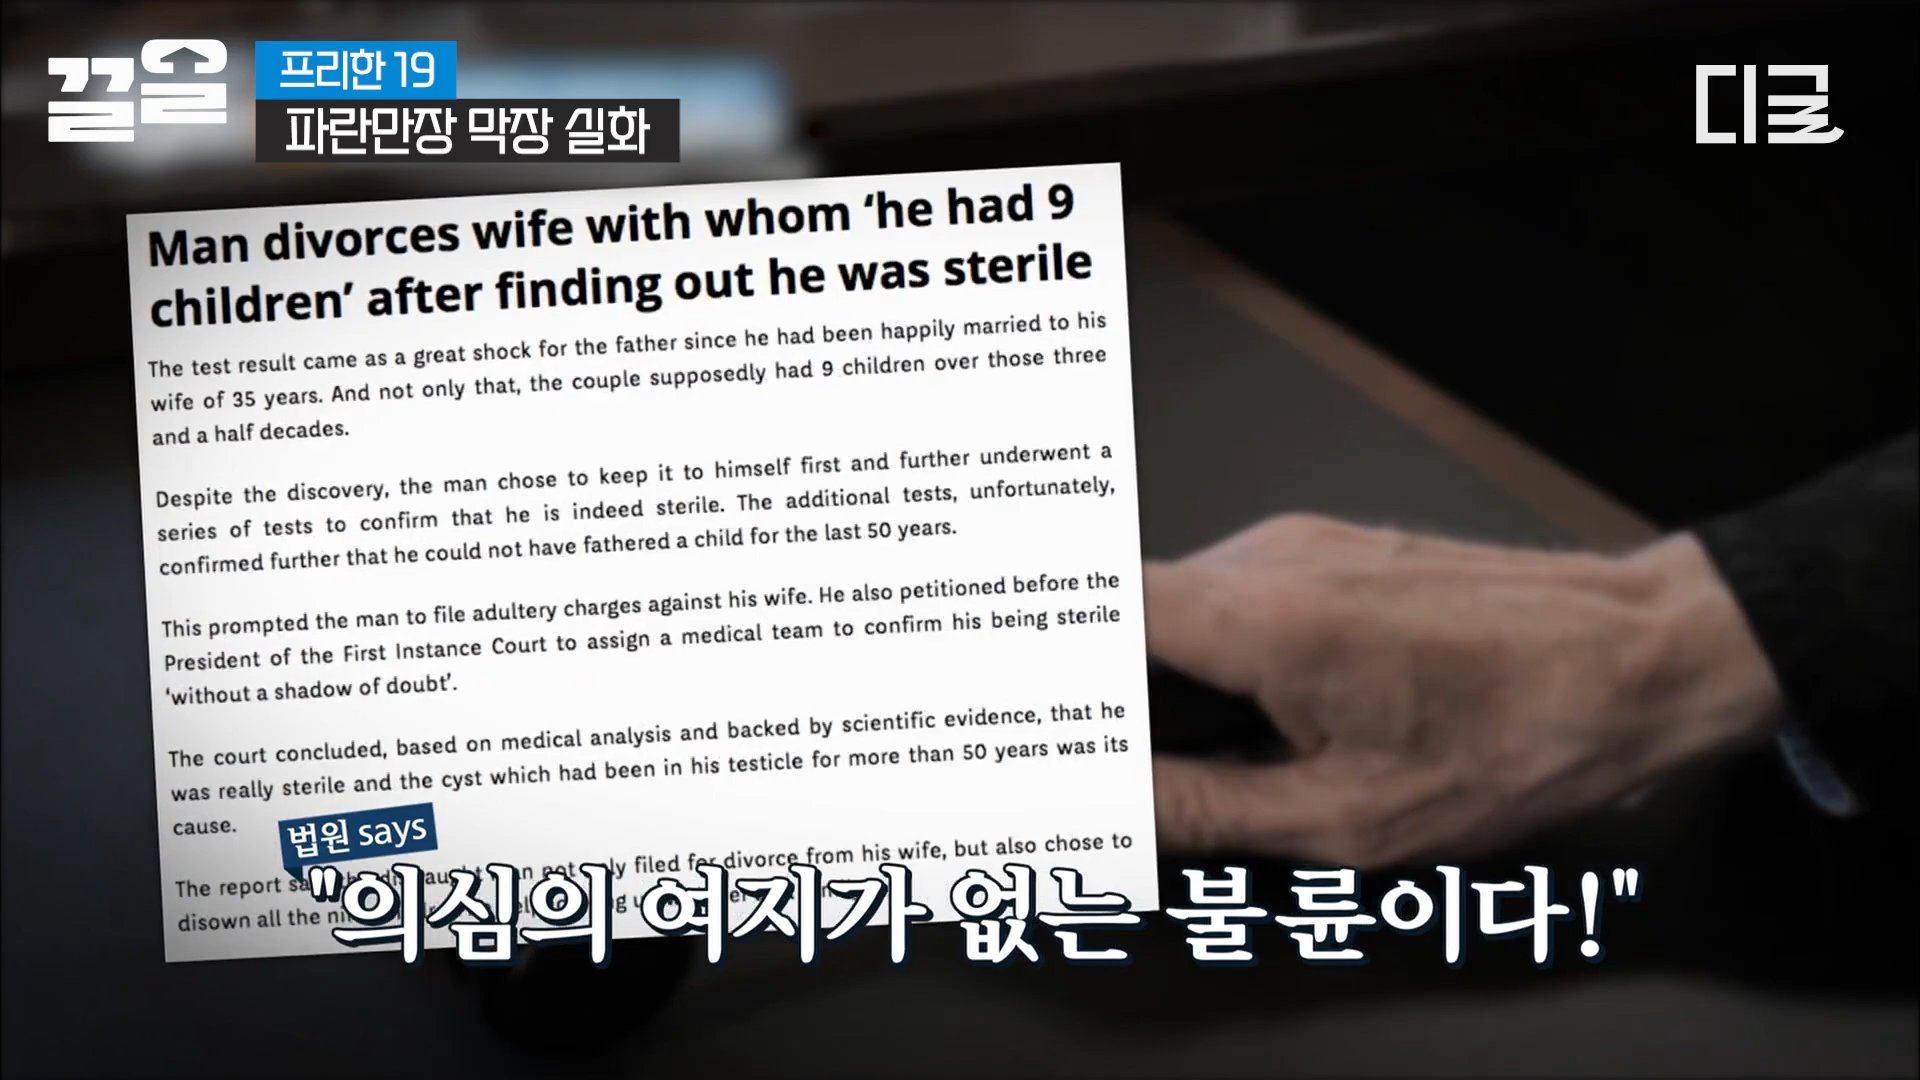 끌올
프리한 19
파란만장 막장 실화
디글
Man divorces wife with whom ‘he had 9
children’ after finding out he was sterile
The test result came as a great shock for the father since he had been happily married to his
wife of 35 years. And not only that, the couple supposedly had 9 children over those three
and a half decades.
Despite the discovery, the man chose to keep it to himself first and further underwent a
series of tests to confirm that he is indeed sterile. The additional tests, unfortunately,
confirmed further that he could not have fathered a child for the last 50 years.
This prompted the man to file adultery charges against his wife. He also petitioned before the
President of the First Instance Court to assign a medical team to confirm his being sterile
‘without a shadow of doubt’.
The court concluded, based on medical analysis and backed by scientific evidence, that he
was really sterile and the cyst which had been in his testicle for more than 50 years was its
cause.
법원 says
The report filed for divorce from his wife, but also chose to
disown all the
"의심의 여지가 없는 불륜이다!"